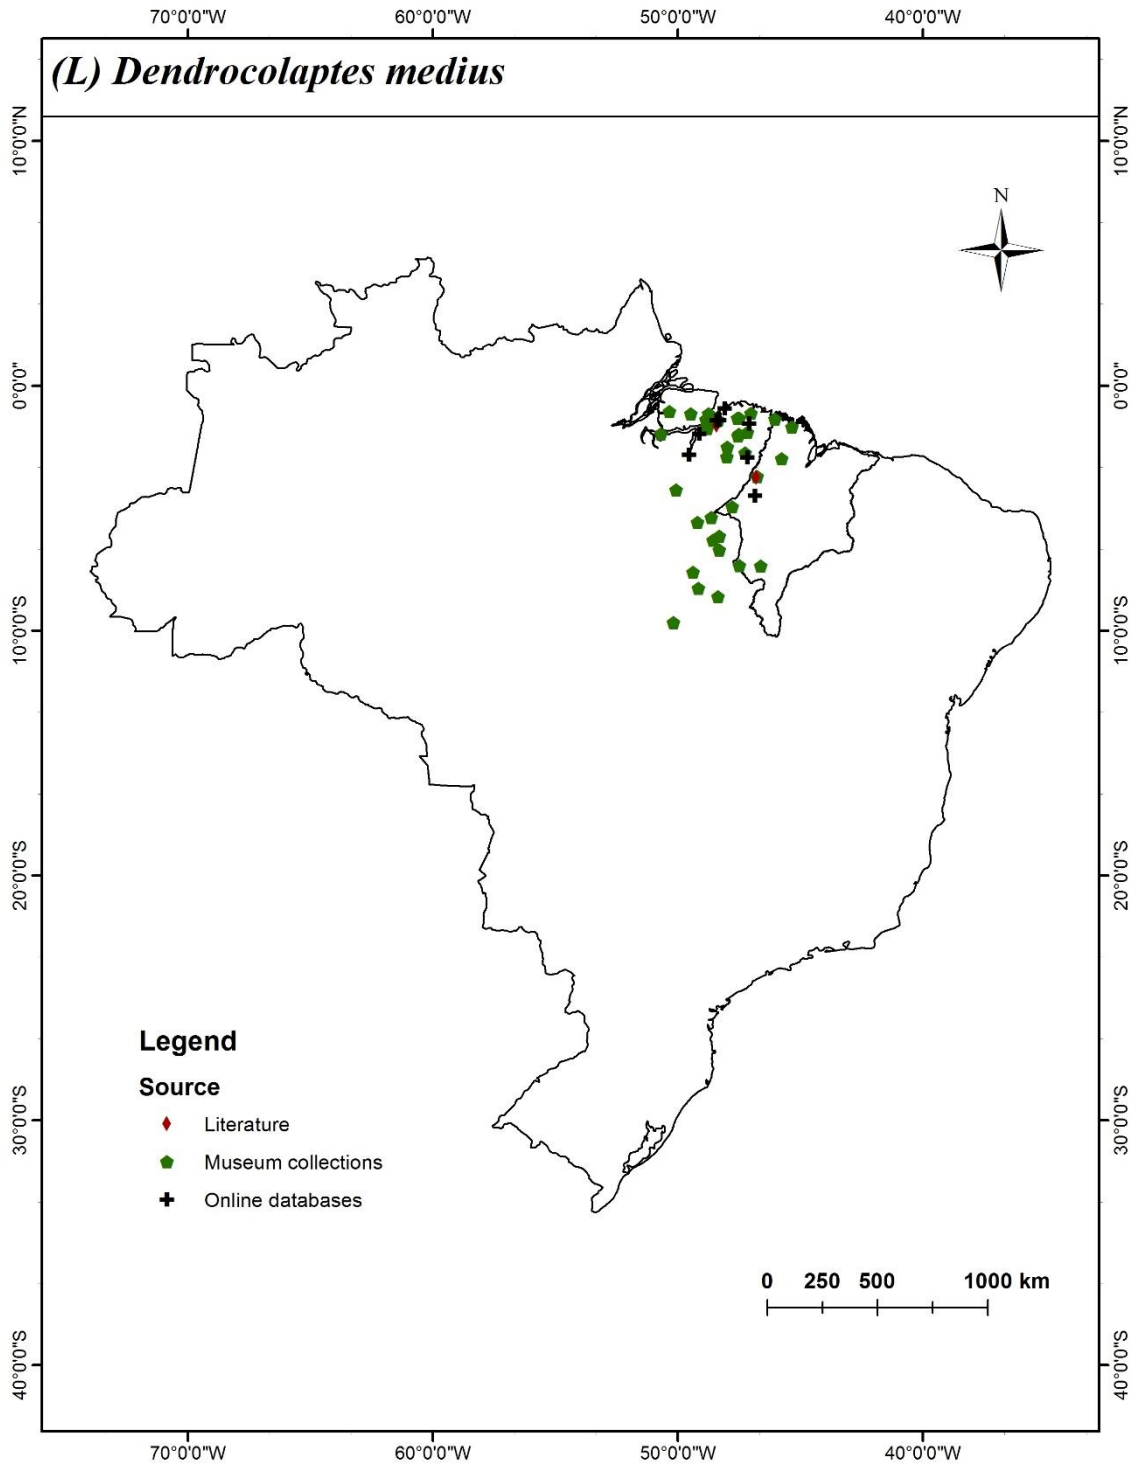 70°0'0"W 60°0'0"W 50°0'0"W 40°0'0"W
(L) Dendrocolaptes medius
10°0'0"N 10°0'0"N
N
0°0'0" 0°0'0"
10°0'0"S 10°0'0"S
20°0'0"S 20°0'0"S
Legend
Source
Literature
Museum collections
Online databases
30°0'0"S 30°0'0"S
0 250 500 1000 km
40°0'0"S 40°0'0"S
70°0'0"W 60°0'0"W 50°0'0"W 40°0'0"W